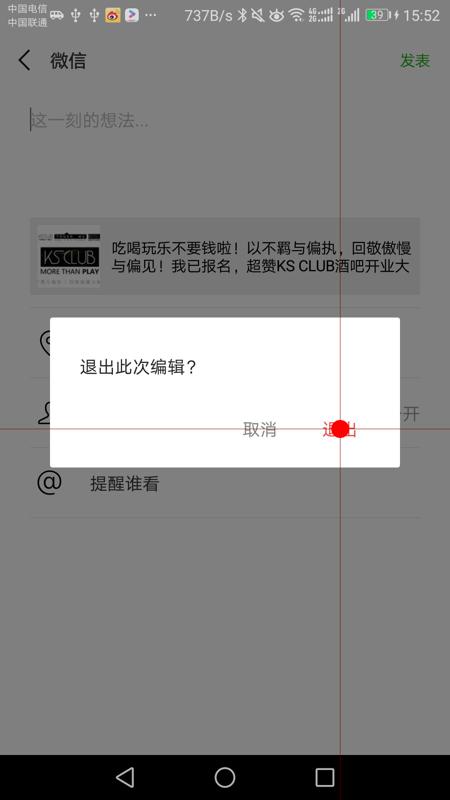 中国电信
中国联通
737B/s
4G
2G
2G
39
15:52
微信
发表
这一刻的想法...
KSCLUB
MORE THAN PLAY
吃喝玩乐不要钱啦！以不羁与偏执，回敬傲慢
与偏见！我已报名，超赞KS CLUB酒吧开业大
退出此次编辑？
取消
退出
开
@
提醒谁看